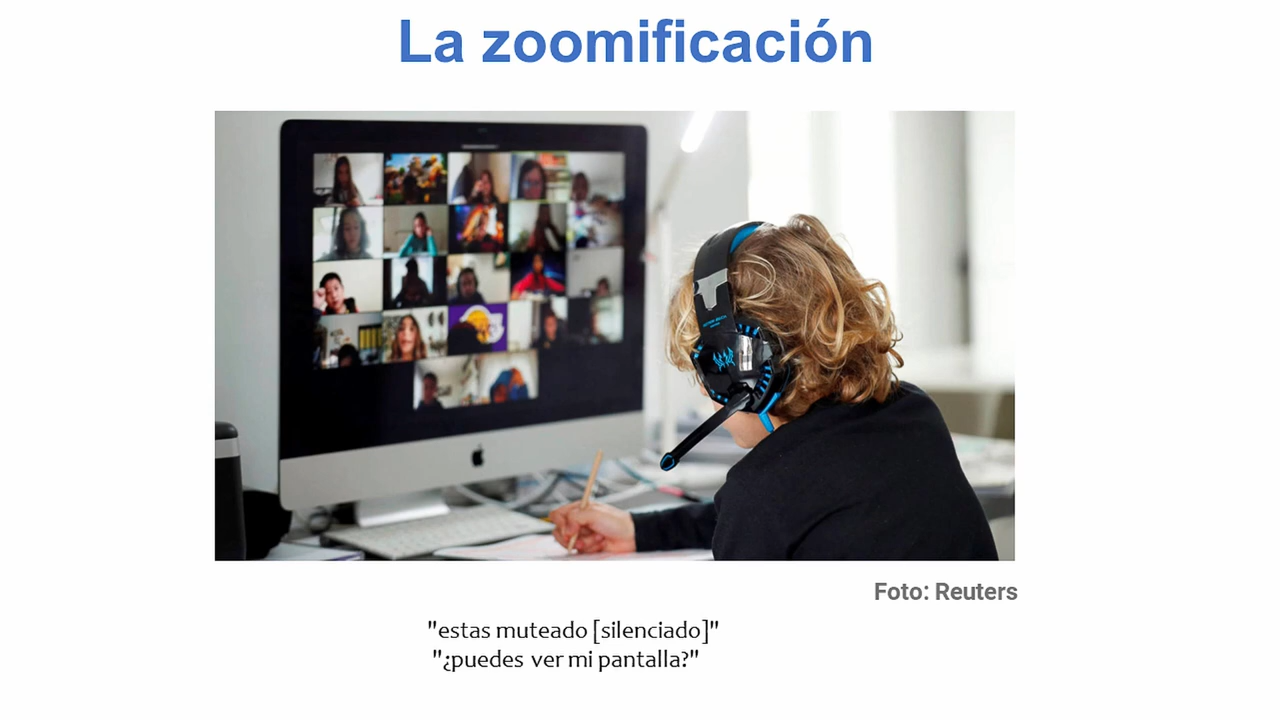 La zoomificación
Foto: Reuters
"estas muteado [silenciado]"
"¿puedes ver mi pantalla?"